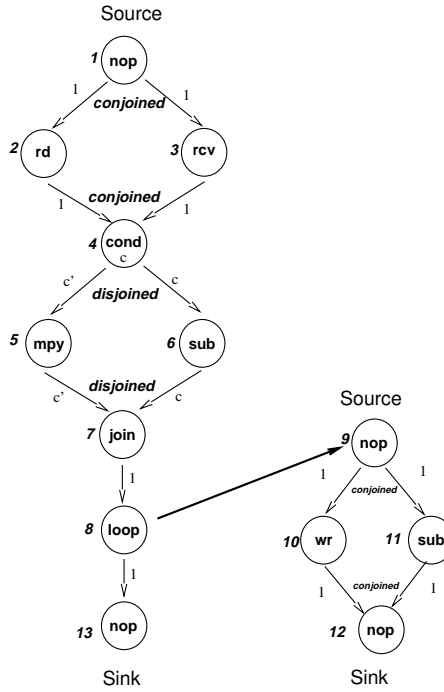 Source
1 nop
1 conjoined 1
2 rd 3 rcv
1 conjoined 1
4 cond
c
c' disjoined c
5 mpy 6 sub
c' disjoined c
7 join
1
8 loop
1
13 nop
Sink
Source
9 nop
1 conjoined 1
10 wr 11 sub
1 conjoined 1
12 nop
Sink